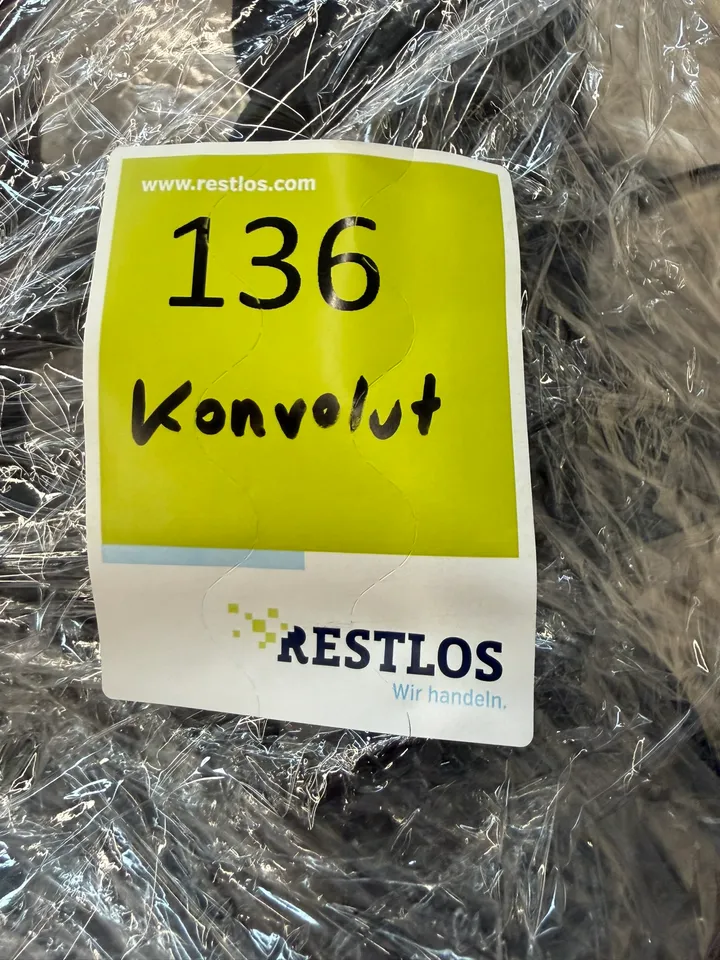 www.restlos.com
136
Konvolut
RESTLOS
Wir handeln.